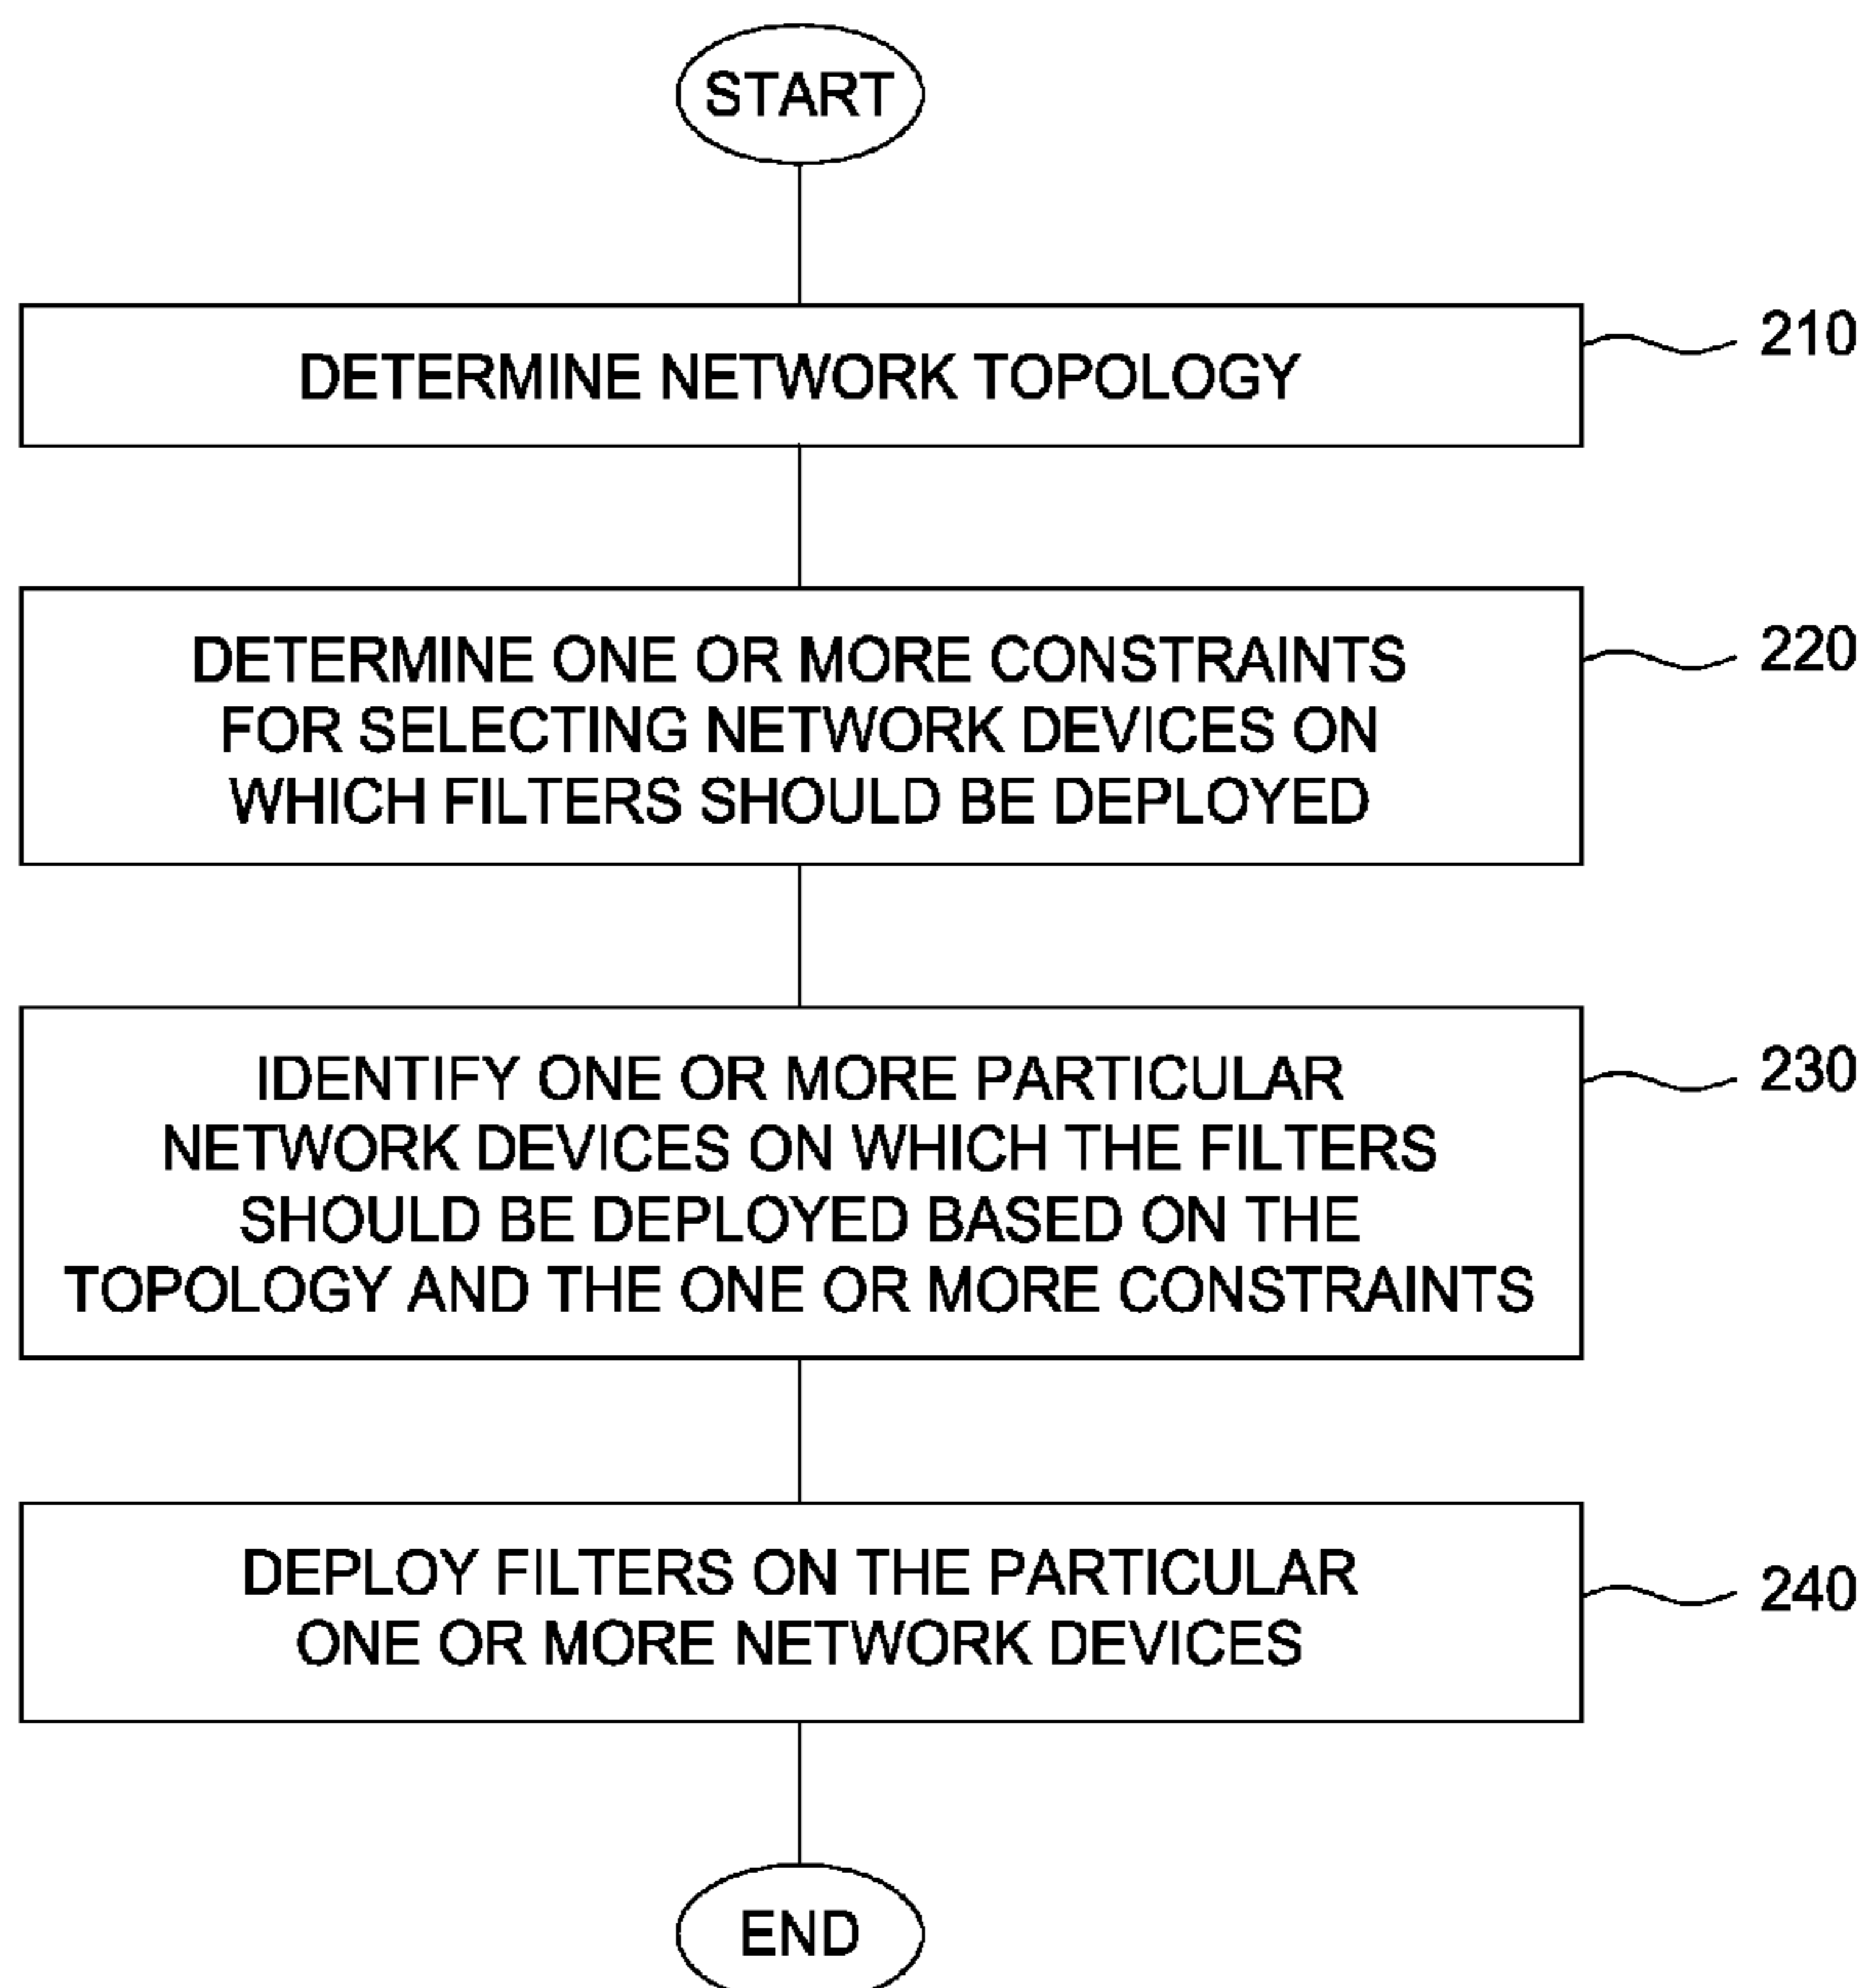 START
DETERMINE NETWORK TOPOLOGY
210
DETERMINE ONE OR MORE CONSTRAINTS
FOR SELECTING NETWORK DEVICES ON
WHICH FILTERS SHOULD BE DEPLOYED
220
IDENTIFY ONE OR MORE PARTICULAR
NETWORK DEVICES ON WHICH THE FILTERS
SHOULD BE DEPLOYED BASED ON THE
TOPOLOGY AND THE ONE OR MORE CONSTRAINTS
230
DEPLOY FILTERS ON THE PARTICULAR
ONE OR MORE NETWORK DEVICES
240
END